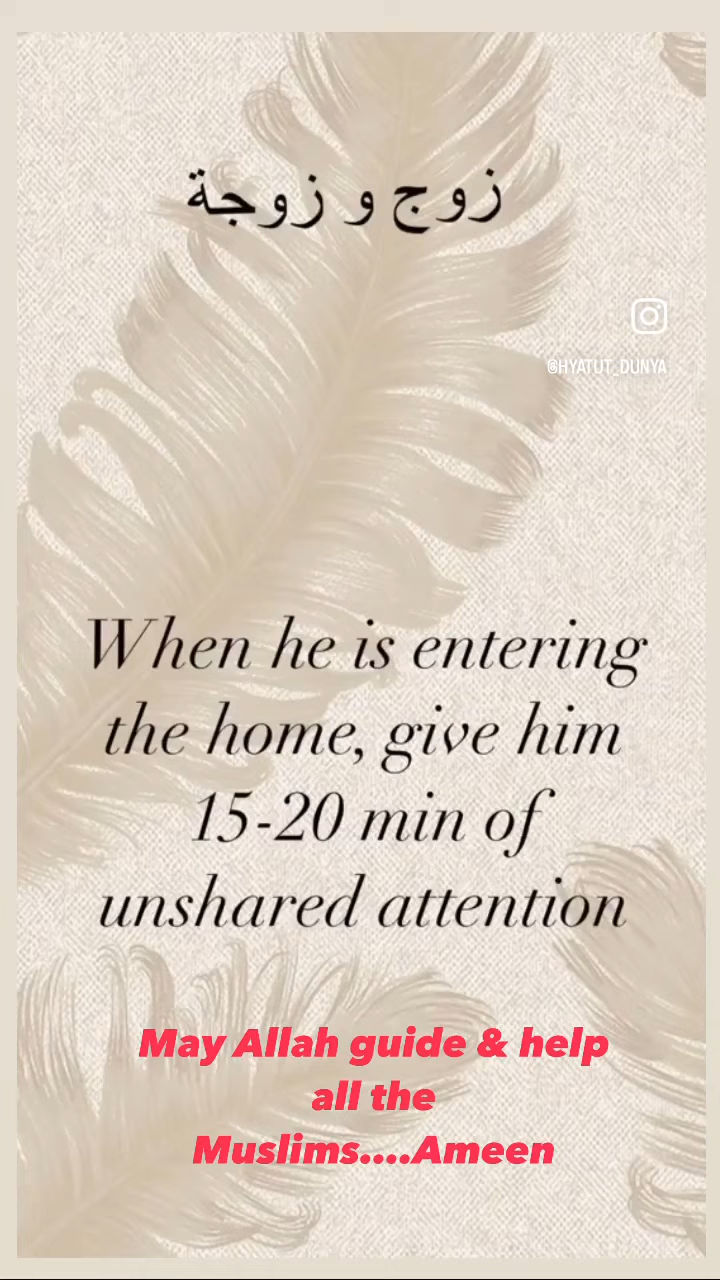 زوج و زوجة
@HYATUT_DUNYA
When he is entering
the home, give him
15-20 min of
unshared attention
May Allah guide & help
all the
Muslims....Ameen